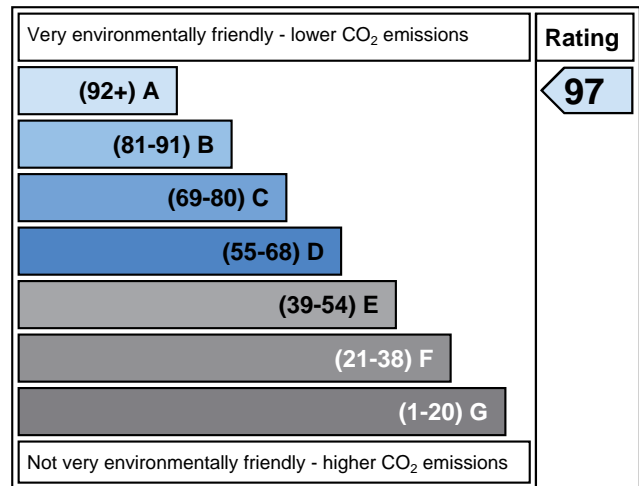 Very environmentally friendly - lower CO₂ emissions
Rating
(92+) A
97
(81-91) B
(69-80) C
(55-68) D
(39-54) E
(21-38) F
(1-20) G
Not very environmentally friendly - higher CO₂ emissions